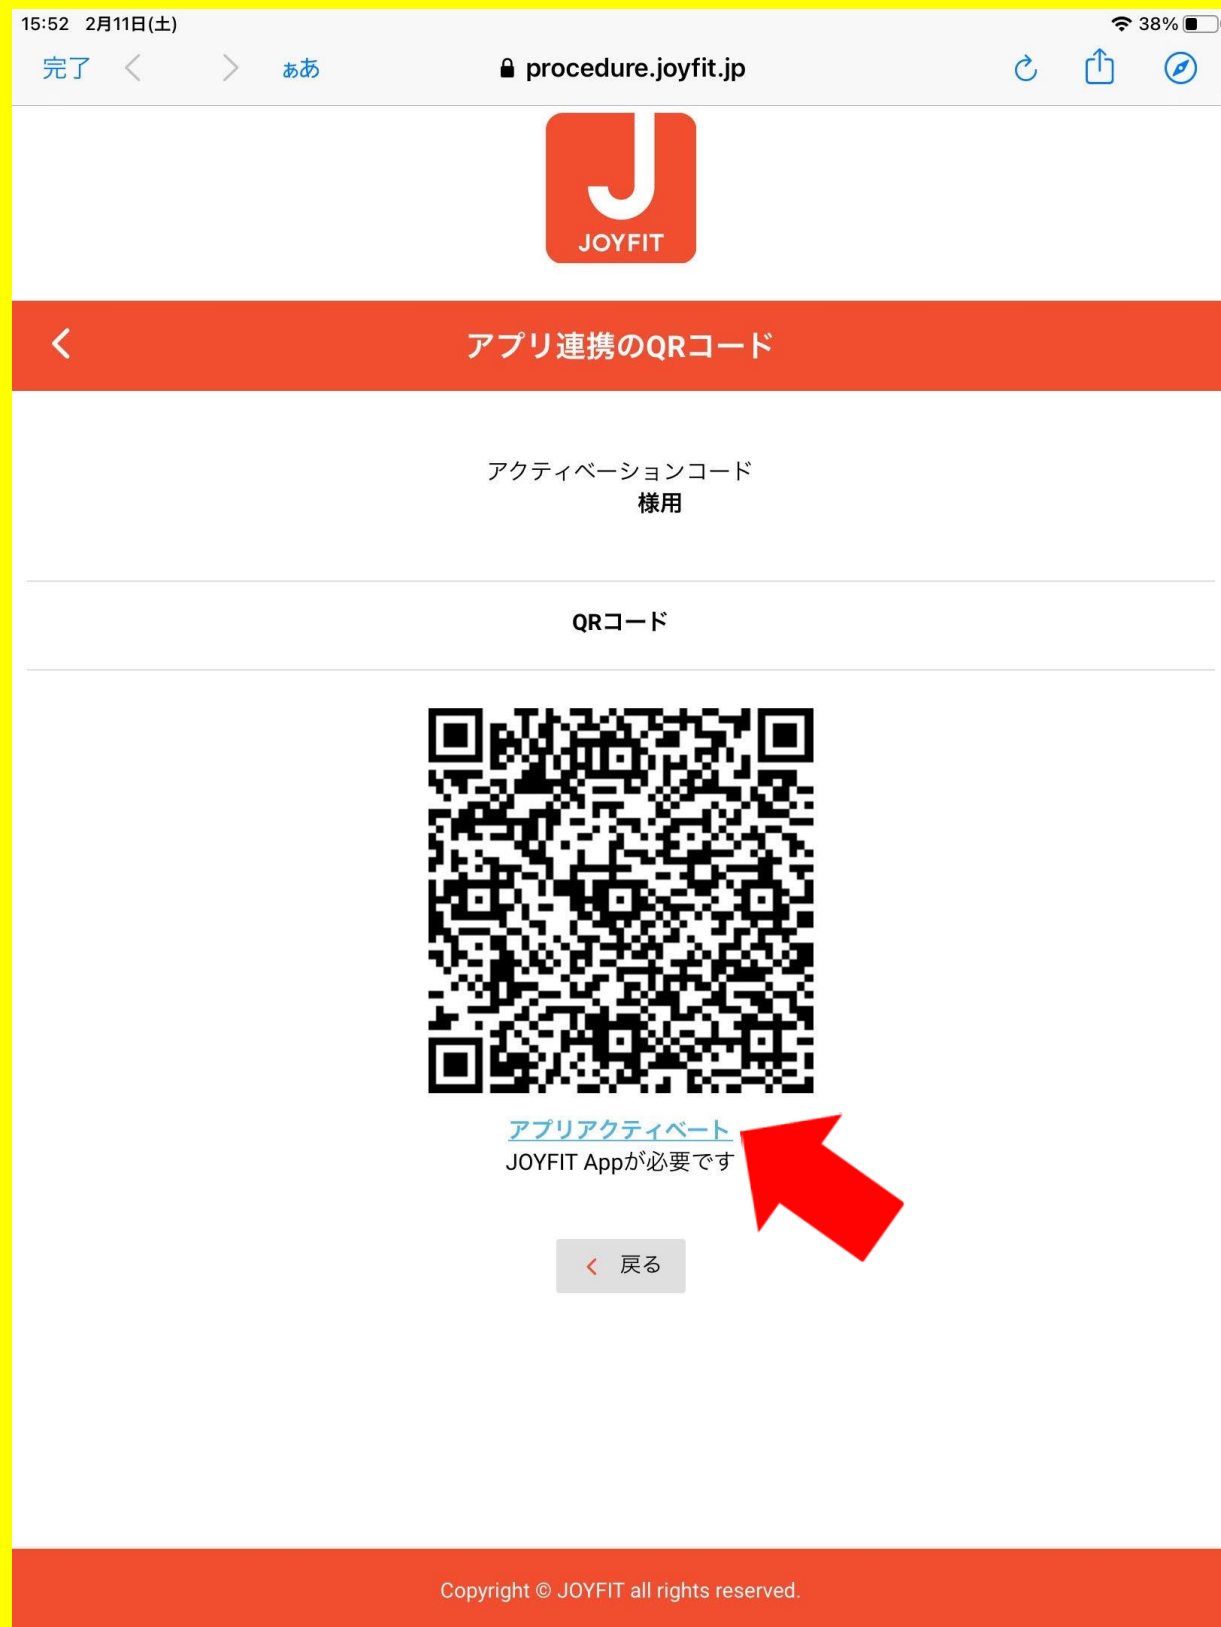 15:52 2月11日(土) 38%
完了 ぁあ procedure.joyfit.jp
JOYFIT
アプリ連携のQRコード
アクティベーションコード
様用
QRコード
アプリアクティベート
JOYFIT Appが必要です
戻る
Copyright © JOYFIT all rights reserved.